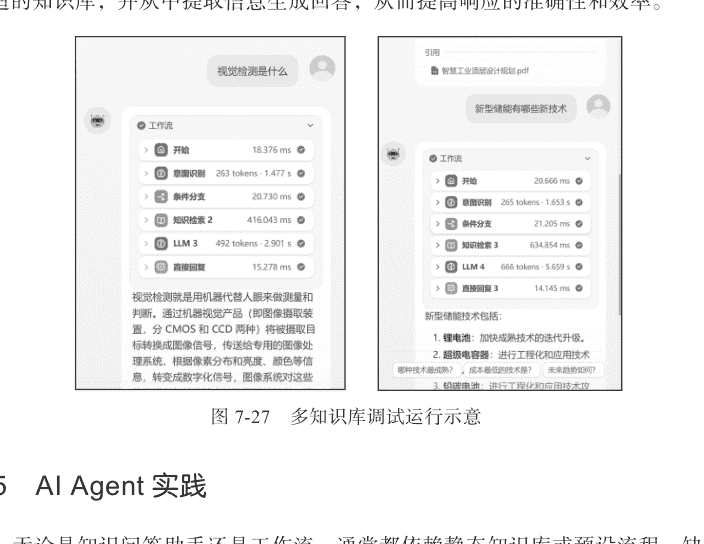 的知识库，并从中提取信息生成回答，从而提高响应的准确性和效率。
视觉检测是什么
工作流
开始 18.376 ms
意图识别 263 tokens · 1.477 s
条件分支 20.730 ms
知识检索 2 416.043 ms
LLM 3 492 tokens · 2.901 s
直接回复 15.278 ms
视觉检测就是用机器代替人眼来做测量和
判断。通过机器视觉产品（即图像摄取装
置，分 CMOS 和 CCD 两种）将被摄取目
标转换成图像信号，传送给专用的图像处
理系统，根据像素分布和亮度、颜色等信
息，转变成数字化信号，图像系统对这些
引用
智慧工业顶层设计规划.pdf
新型储能有哪些新技术
工作流
开始 20.666 ms
意图识别 265 tokens · 1.653 s
条件分支 21.205 ms
知识检索 3 634.854 ms
LLM 4 666 tokens · 5.659 s
直接回复 3 14.145 ms
新型储能技术包括：
1. 锂电池：加快成熟技术的迭代升级。
2. 超级电容器：进行工程化和应用技术
哪种技术最成熟？ 成本最低的技术是？ 未来趋势如何？
3. 铅碳电池：进行工程化和应用技术攻
图 7-27 多知识库调试运行示意
5 AI Agent 实践
无论是知识问答助手还是工作流，通常都依赖静态知识库或预设流程，缺